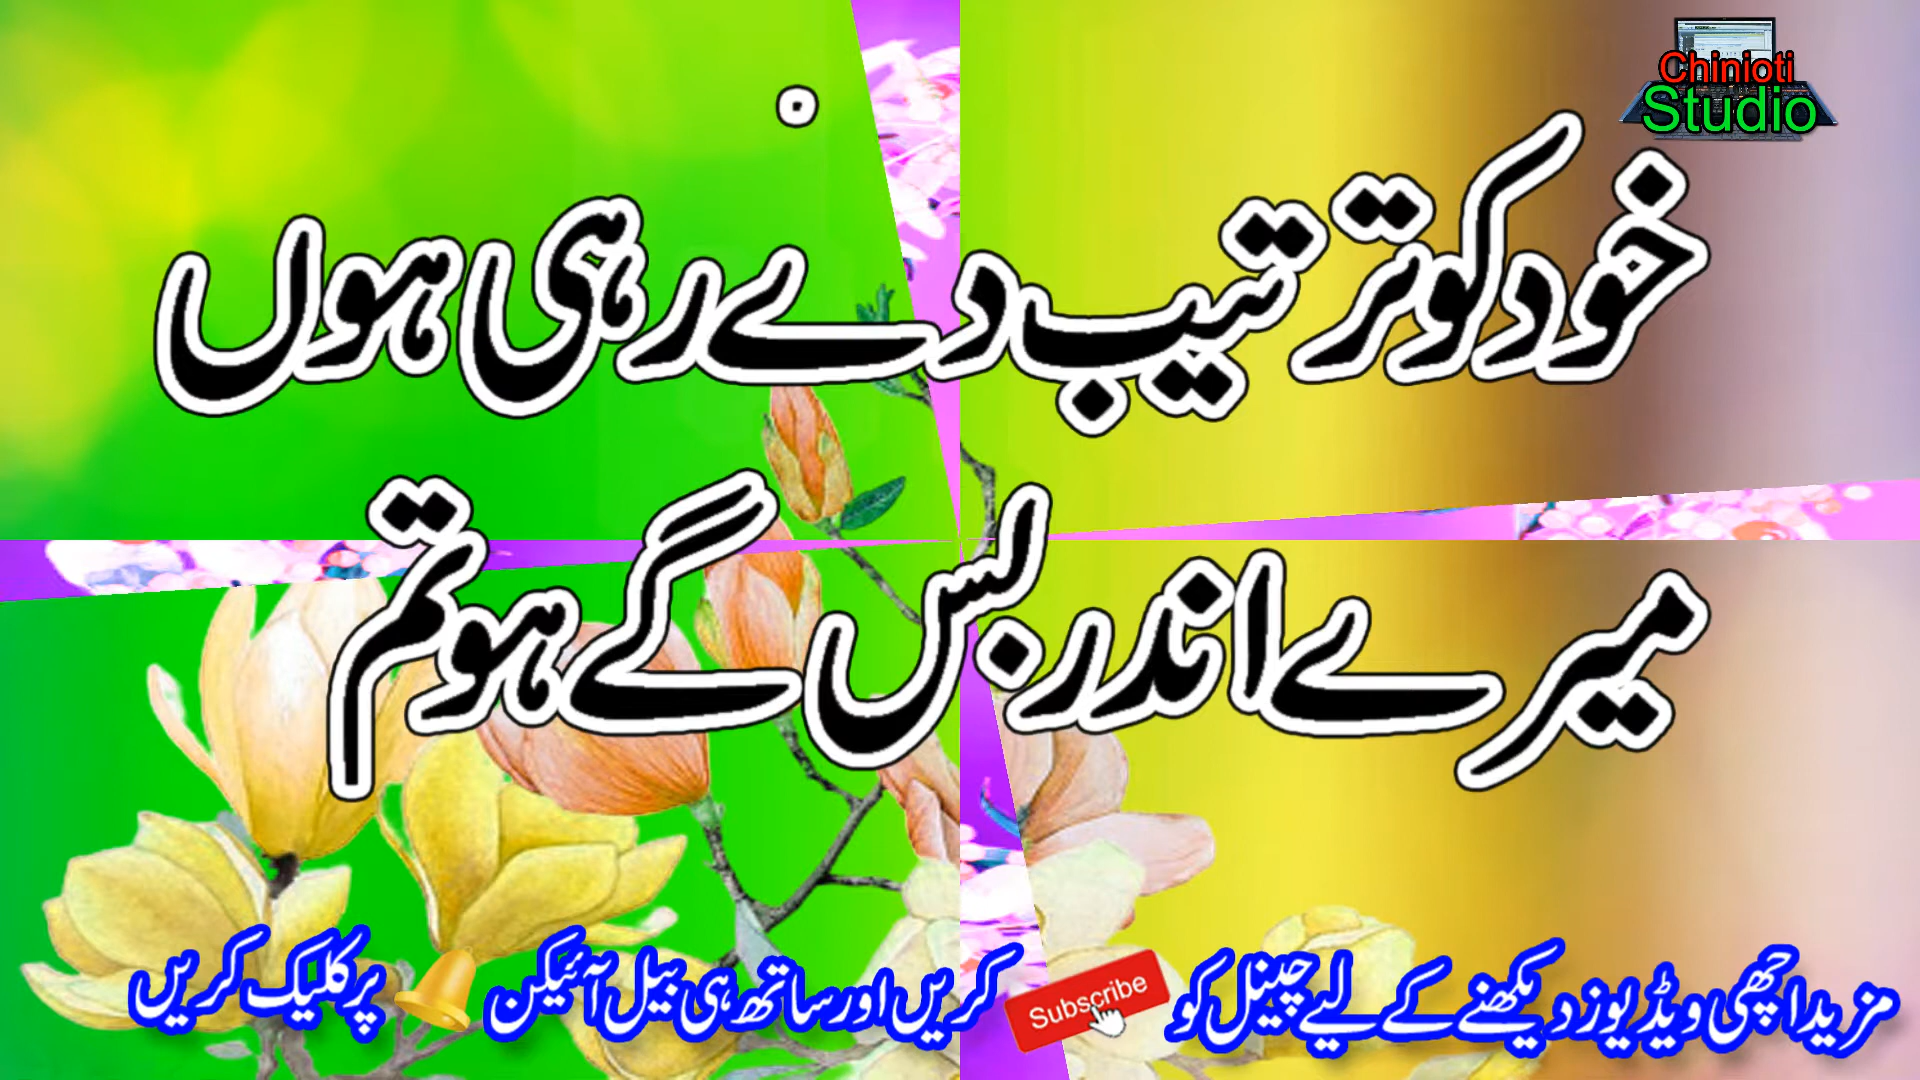 Chinioti
Studio
خود کو ترتیب دے رہی ہوں
میرے اندر بس گے ہو تم
مزید اچھی ویڈیوز دیکھنے کے لیے چینل کو Subscribe کریں اور ساتھ ہی بیل آئیکن پر کلیک کریں